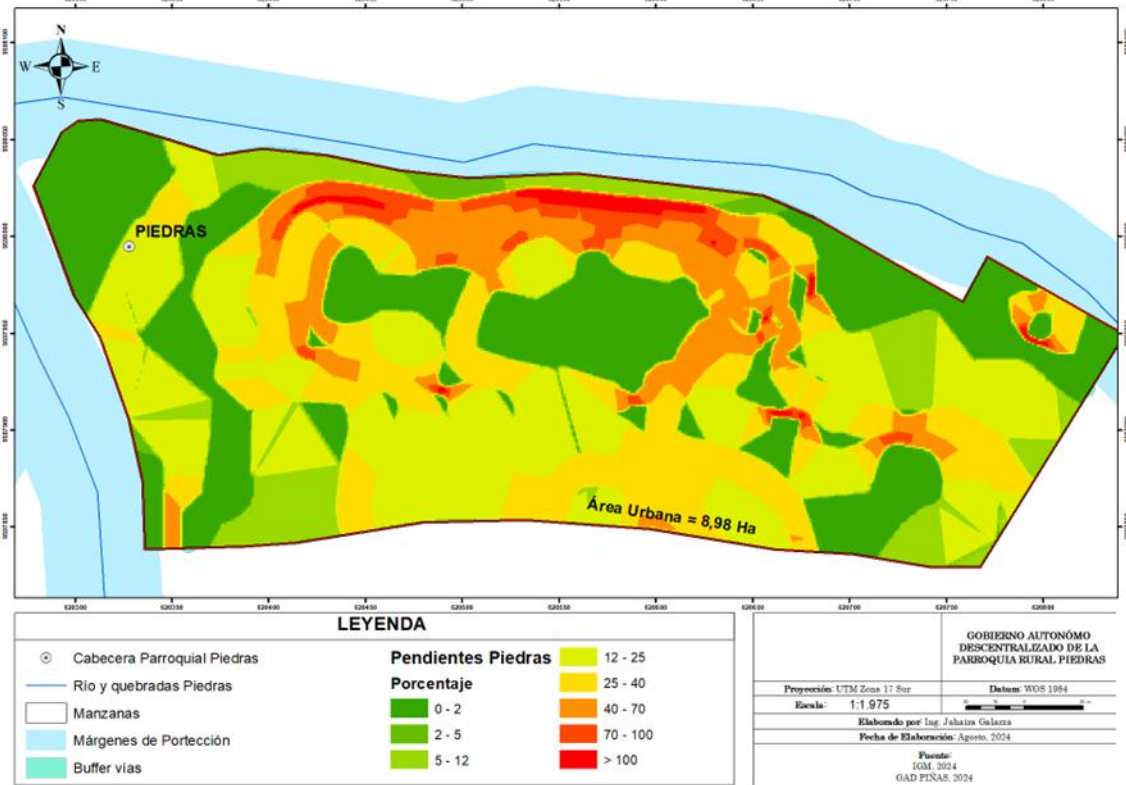 N
W E
S
PIEDRAS
Área Urbana = 8,98 Ha
LEYENDA
Cabecera Parroquial Piedras
Rio y quebradas Piedras
Manzanas
Márgenes de Portección
Buffer vías
Pendientes Piedras
Porcentaje
0 - 2
2 - 5
5 - 12
12 - 25
25 - 40
40 - 70
70 - 100
> 100
GOBIERNO AUTONÓMO
DESCENTRALIZADO DE LA
PARROQUIA RURAL PIEDRAS
Proyección: UTM Zona 17 Sur
Datum: WGS 1984
Escala: 1:1.975
Elaborado por: Ing. Jahaira Galarza
Fecha de Elaboración: Agosto, 2024
Fuente:
IGM, 2024
GAD PIÑAS, 2024